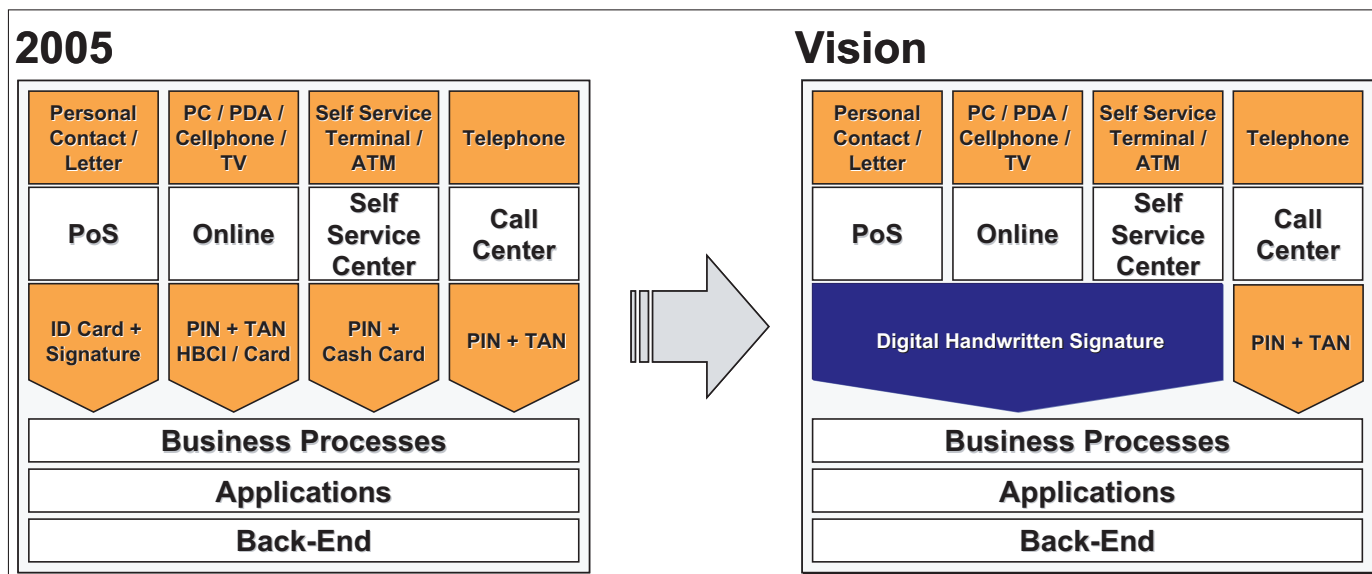 2005
Personal
Contact /
Letter
PC / PDA /
Cellphone /
TV
Self Service
Terminal /
ATM
Telephone
PoS
Online
Self
Service
Center
Call
Center
ID Card +
Signature
PIN + TAN
HBCI / Card
PIN +
Cash Card
PIN + TAN
Business Processes
Applications
Back-End
Vision
Personal
Contact /
Letter
PC / PDA /
Cellphone /
TV
Self Service
Terminal /
ATM
Telephone
PoS
Online
Self
Service
Center
Call
Center
Digital Handwritten Signature
PIN + TAN
Business Processes
Applications
Back-End